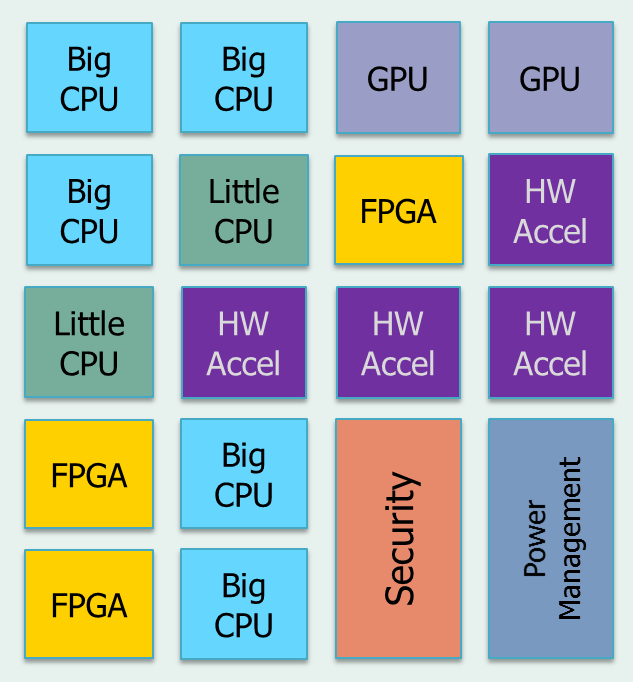 Big
CPU
Big
CPU
GPU
GPU
Big
CPU
Little
CPU
FPGA
HW
Accel
Little
CPU
HW
Accel
HW
Accel
HW
Accel
FPGA
Big
CPU
Security
Power
Management
FPGA
Big
CPU